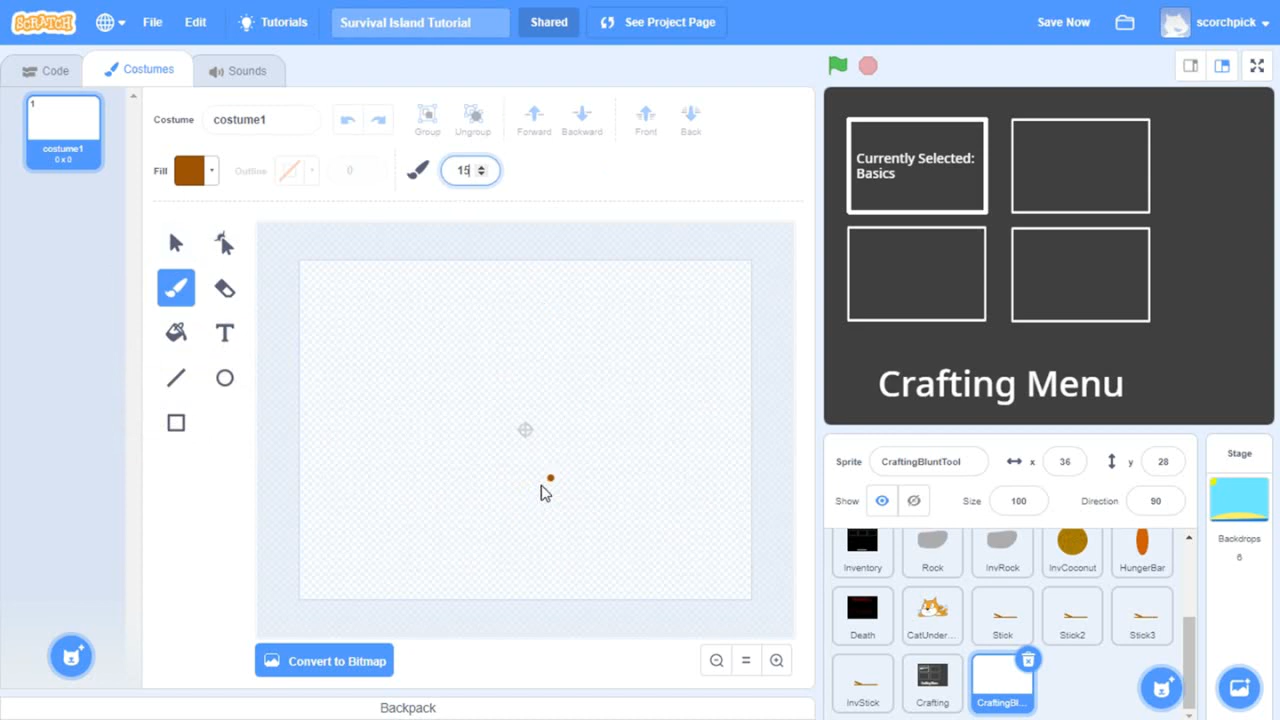 SCRATCH File Edit Tutorials Survival Island Tutorial Shared See Project Page Save Now scorchpick
Code Costumes Sounds
1
costume1
0 x 0
Costume costume1 Group Ungroup Forward Backward Front Back
Fill Outline 0 15
Convert to Bitmap
Backpack
Currently Selected:
Basics
Crafting Menu
Sprite CraftingBluntTool x 36 y 28
Show Size 100 Direction 90
Inventory Rock InvRock InvCoconut HungerBar
Death CatUnder... Stick Stick2 Stick3
InvStick Crafting CraftingBl...
Stage
Backdrops
6